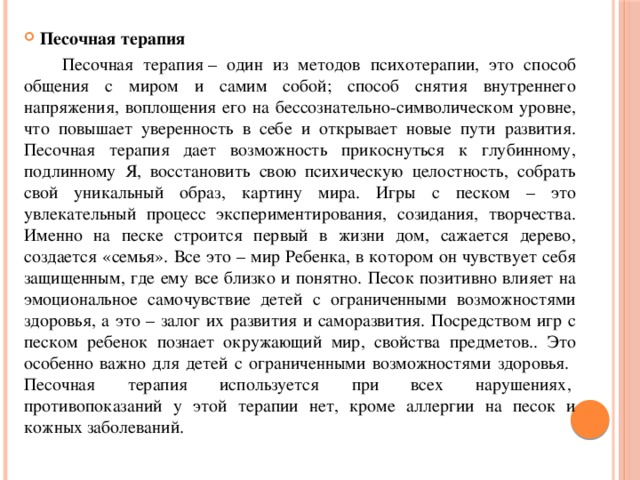 Песочная терапия
Песочная терапия – один из методов психотерапии, это способ
общения с миром и самим собой; способ снятия внутреннего
напряжения, воплощения его на бессознательно-символическом уровне,
что повышает уверенность в себе и открывает новые пути развития.
Песочная терапия дает возможность прикоснуться к глубинному,
подлинному Я, восстановить свою психическую целостность, собрать
свой уникальный образ, картину мира. Игры с песком – это
увлекательный процесс экспериментирования, созидания, творчества.
Именно на песке строится первый в жизни дом, сажается дерево,
создается «семья». Все это – мир Ребенка, в котором он чувствует себя
защищенным, где ему все близко и понятно. Песок позитивно влияет на
эмоциональное самочувствие детей с ограниченными возможностями
здоровья, а это – залог их развития и саморазвития. Посредством игр с
песком ребенок познает окружающий мир, свойства предметов.. Это
особенно важно для детей с ограниченными возможностями здоровья.
Песочная терапия используется при всех нарушениях,
противопоказаний у этой терапии нет, кроме аллергии на песок и
кожных заболеваний.